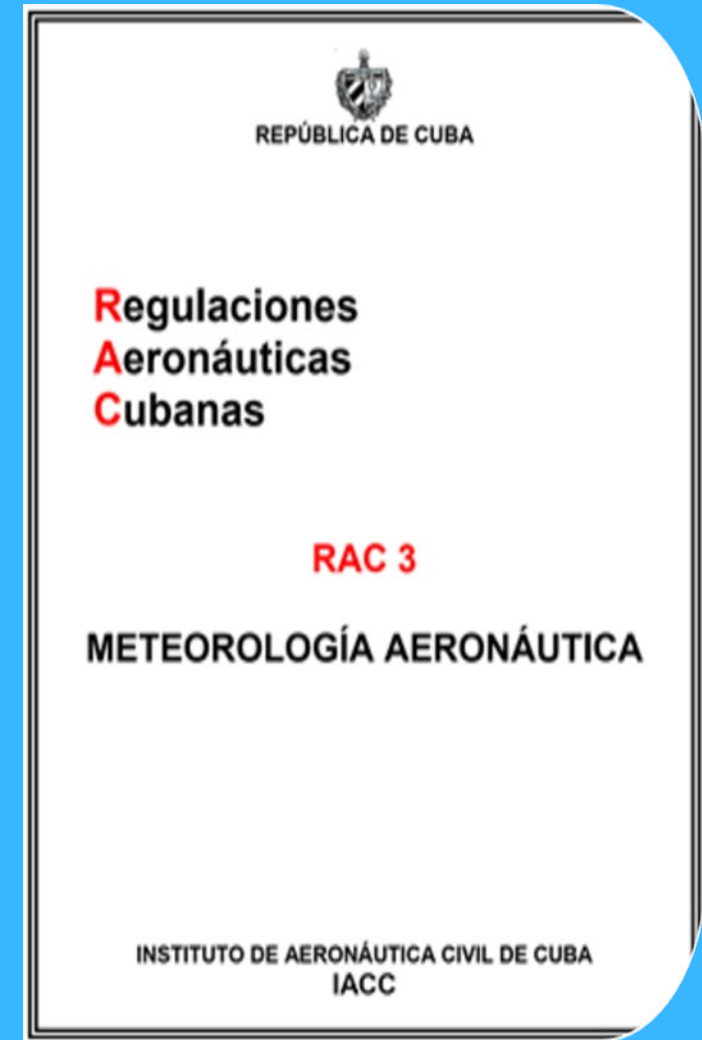 REPÚBLICA DE CUBA
Regulaciones
Aeronáuticas
Cubanas
RAC 3
METEOROLOGÍA AERONÁUTICA
INSTITUTO DE AERONÁUTICA CIVIL DE CUBA
IACC